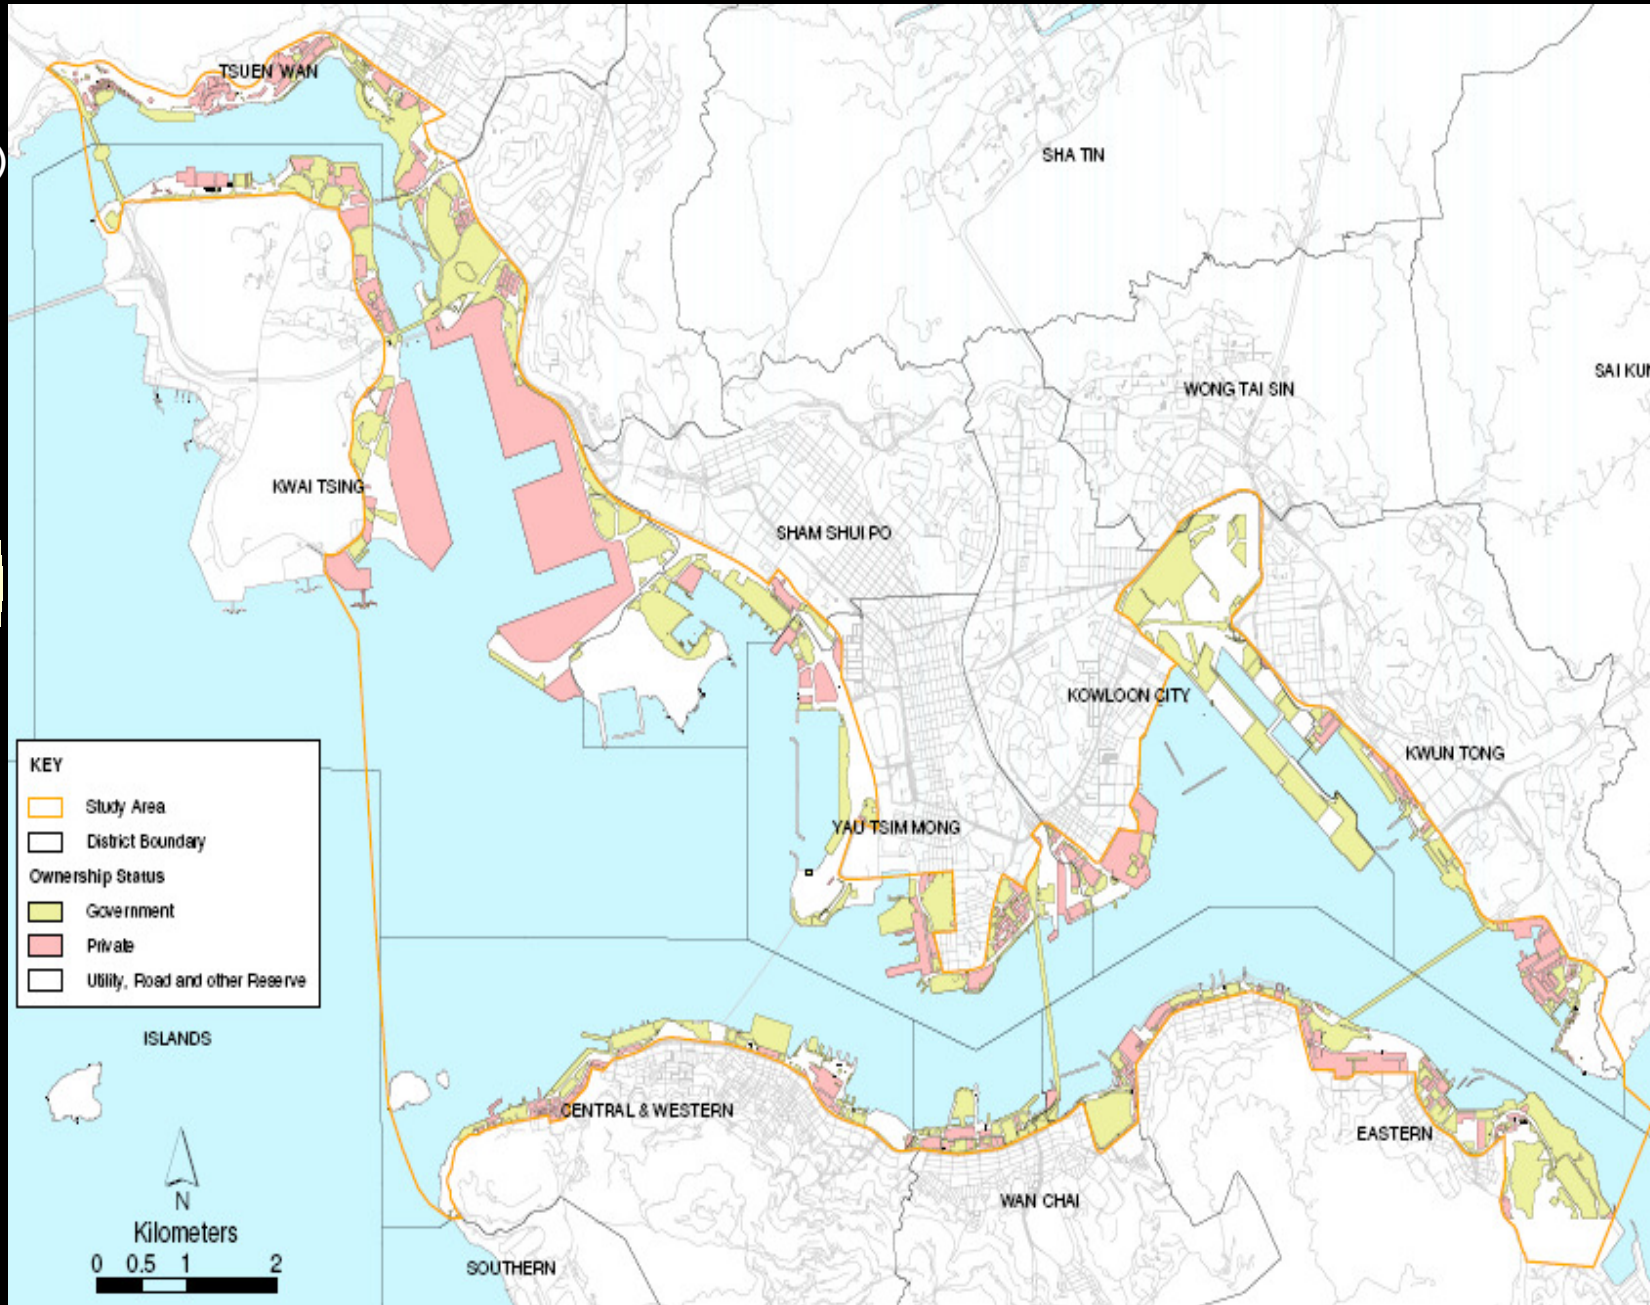 TSUEN WAN
SHA TIN
SAI KUN
WONG TAI SIN
KWAI TSING
SHAM SHUI PO
KOWLOON CITY
KWUN TONG
YAU TSIM MONG
KEY
Study Area
District Boundary
Ownership Status
Government
Private
Utility, Road and other Reserve
ISLANDS
CENTRAL & WESTERN
EASTERN
WAN CHAI
SOUTHERN
N
Kilometers
0 0.5 1 2